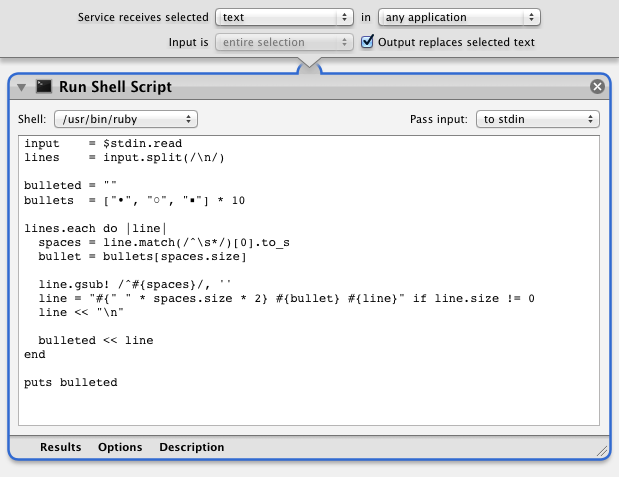 Service receives selected text in any application
Input is entire selection Output replaces selected text
Run Shell Script
Shell: /usr/bin/ruby Pass input: to stdin
input    = $stdin.read
lines    = input.split(/\n/)

bulleted = ""
bullets  = ["•", "○", "▪"] * 10

lines.each do |line|
  spaces = line.match(/^\s*/)[0].to_s
  bullet = bullets[spaces.size]

  line.gsub! /^#{spaces}/, ''
  line = "#{" " * spaces.size * 2} #{bullet} #{line}" if line.size != 0
  line << "\n"

  bulleted << line
end

puts bulleted
Results Options Description